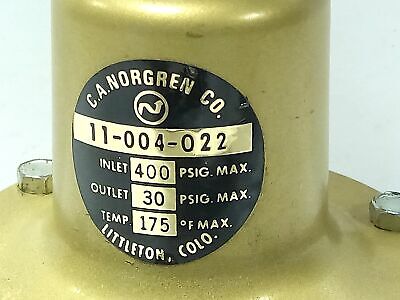 C.A.NORGREN CO.
11-004-022
INLET 400 PSIG. MAX.
OUTLET 30 PSIG. MAX.
TEMP. 175 °F MAX.
LITTLETON, COLO.